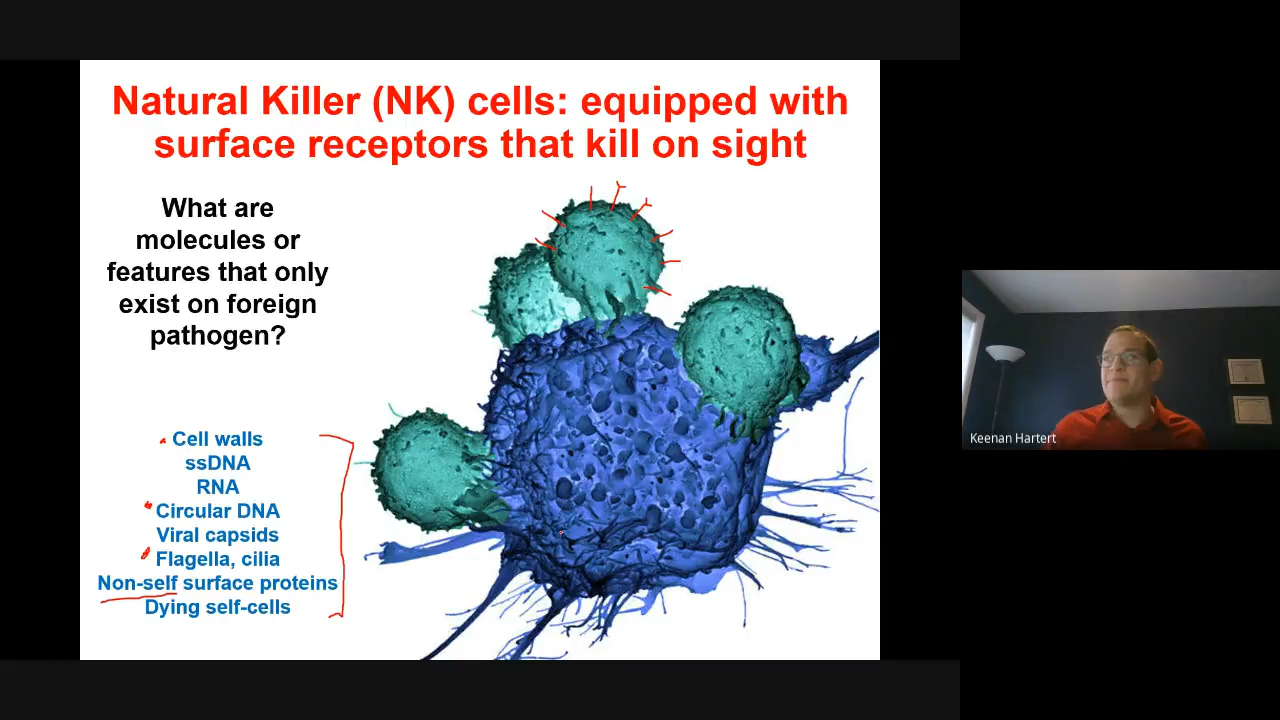 Natural Killer (NK) cells: equipped with
surface receptors that kill on sight
What are
molecules or
features that only
exist on foreign
pathogen?
Cell walls
ssDNA
RNA
Circular DNA
Viral capsids
Flagella, cilia
Non-self surface proteins
Dying self-cells
Keenan Hartert